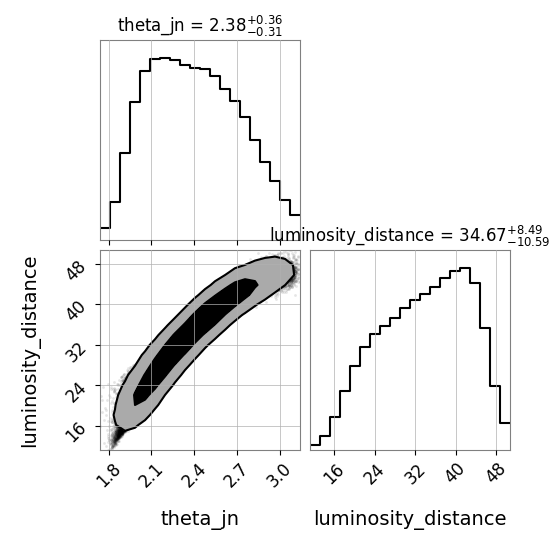 theta_jn = 2.38+0.36−0.31
luminosity_distance = 34.67+8.49−10.59
luminosity_distance
48
40
32
24
16
1.8 2.1 2.4 2.7 3.0
16 24 32 40 48
theta_jn luminosity_distance